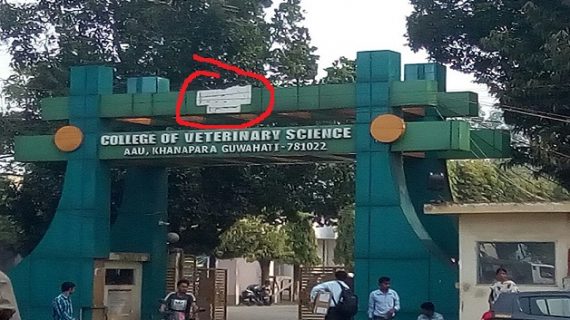 COLLEGE OF VETERINARY SCIENCE
AAU, KHANAPARA GUWAHATI-781022